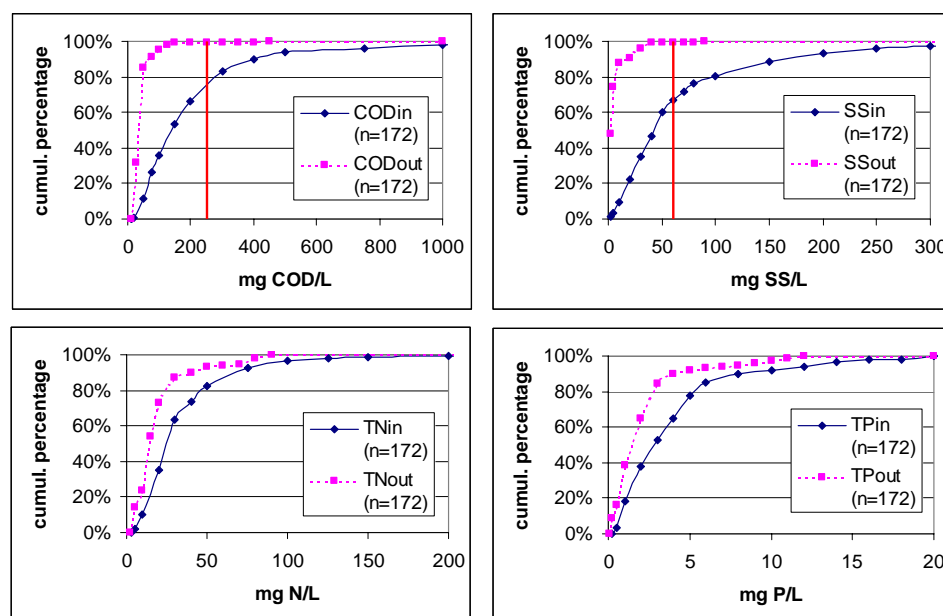 cumul. percentage
100%
80%
60%
40%
20%
0%
CODin
(n=172)
CODout
(n=172)
0 200 400 600 800 1000
mg COD/L
cumul. percentage
100%
80%
60%
40%
20%
0%
SSin
(n=172)
SSout
(n=172)
0 50 100 150 200 250 300
mg SS/L
cumul. percentage
100%
80%
60%
40%
20%
0%
TNin
(n=172)
TNout
(n=172)
0 50 100 150 200
mg N/L
cumul. percentage
100%
80%
60%
40%
20%
0%
TPin
(n=172)
TPout
(n=172)
0 5 10 15 20
mg P/L